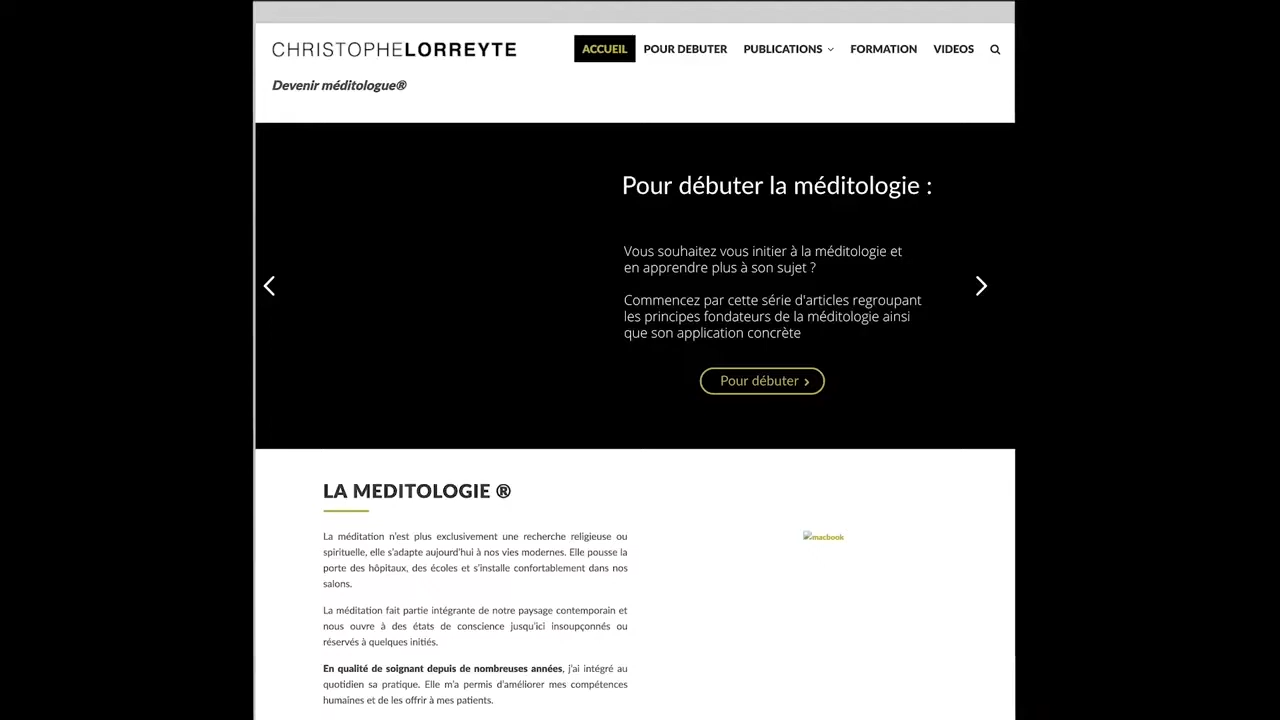 CHRISTOPHELORREYTE
ACCUEIL POUR DEBUTER PUBLICATIONS FORMATION VIDEOS
Devenir méditologue®
Pour débuter la méditologie :
Vous souhaitez vous initier à la méditologie et
en apprendre plus à son sujet ?
Commencez par cette série d'articles regroupant
les principes fondateurs de la méditologie ainsi
que son application concrète
Pour débuter
LA MEDITOLOGIE ®
La méditation n'est plus exclusivement une recherche religieuse ou
spirituelle, elle s'adapte aujourd'hui à nos vies modernes. Elle pousse la
porte des hôpitaux, des écoles et s'installe confortablement dans nos
salons.
La méditation fait partie intégrante de notre paysage contemporain et
nous ouvre à des états de conscience jusqu'ici insoupçonnés ou
réservés à quelques initiés.
En qualité de soignant depuis de nombreuses années, j'ai intégré au
quotidien sa pratique. Elle m'a permis d'améliorer mes compétences
humaines et de les offrir à mes patients.
macbook